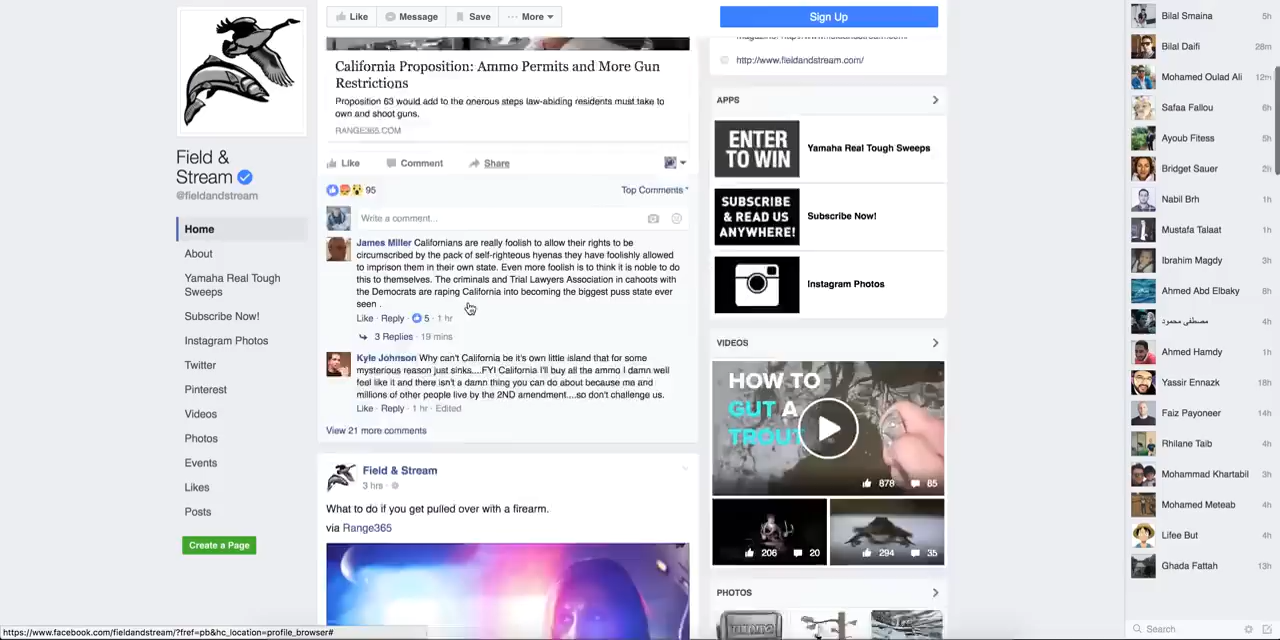 Like
Message
Save
More
Sign Up
California Proposition: Ammo Permits and More Gun
Restrictions
Proposition 63 would add to the onerous steps law-abiding residents must take to
own and shoot guns.
RANGE365.COM
Like
Comment
Share
95
Top Comments
Write a comment...
James Miller Californians are really foolish to allow their rights to be
circumscribed by the pack of self-righteous hyenas they have foolishly allowed
to imprison them in their own state. Even more foolish is to think it is noble to do
this to themselves. The criminals and Trial Lawyers Association in cahoots with
the Democrats are raping California into becoming the biggest puss state ever
seen .
Like · Reply · 5 · 1 hr
3 Replies · 19 mins
Kyle Johnson Why can't California be it's own little island that for some
mysterious reason just sinks....FYI California I'll buy all the ammo I damn well
feel like it and there isn't a damn thing you can do about because me and
millions of other people live by the 2ND amendment....so don't challenge us.
Like · Reply · 1 hr · Edited
View 21 more comments
Field & Stream
3 hrs ·
What to do if you get pulled over with a firearm.
via Range365
Field &
Stream
@fieldandstream
Home
About
Yamaha Real Tough
Sweeps
Subscribe Now!
Instagram Photos
Twitter
Pinterest
Videos
Photos
Events
Likes
Posts
Create a Page
http://www.fieldandstream.com/
APPS
ENTER
TO WIN
Yamaha Real Tough Sweeps
SUBSCRIBE
& READ US
ANYWHERE!
Subscribe Now!
Instagram Photos
VIDEOS
HOW TO
GUT A
TROUT
878 85
206 20
294 35
PHOTOS
Bilal Smaina 5h
Bilal Daifi 28m
Mohamed Oulad Ali 12m
Safaa Fallou 6h
Ayoub Fitess 5h
Bridget Sauer 2h
Nabil Brh 1h
Mustafa Talaat 1h
Ibrahim Magdy 3h
Ahmed Abd Elbaky 3h
مصطفى محمود 4h
Ahmed Hamdy 1h
Yassir Ennazk 18h
Faiz Payoneer 14h
Rhilane Taib 4h
Mohammad Khartabil 4h
Mohamed Meteab 4h
Lifee But 4h
Ghada Fattah 13h
Search
https://www.facebook.com/fieldandstream/?fref=pb&hc_location=profile_browser#